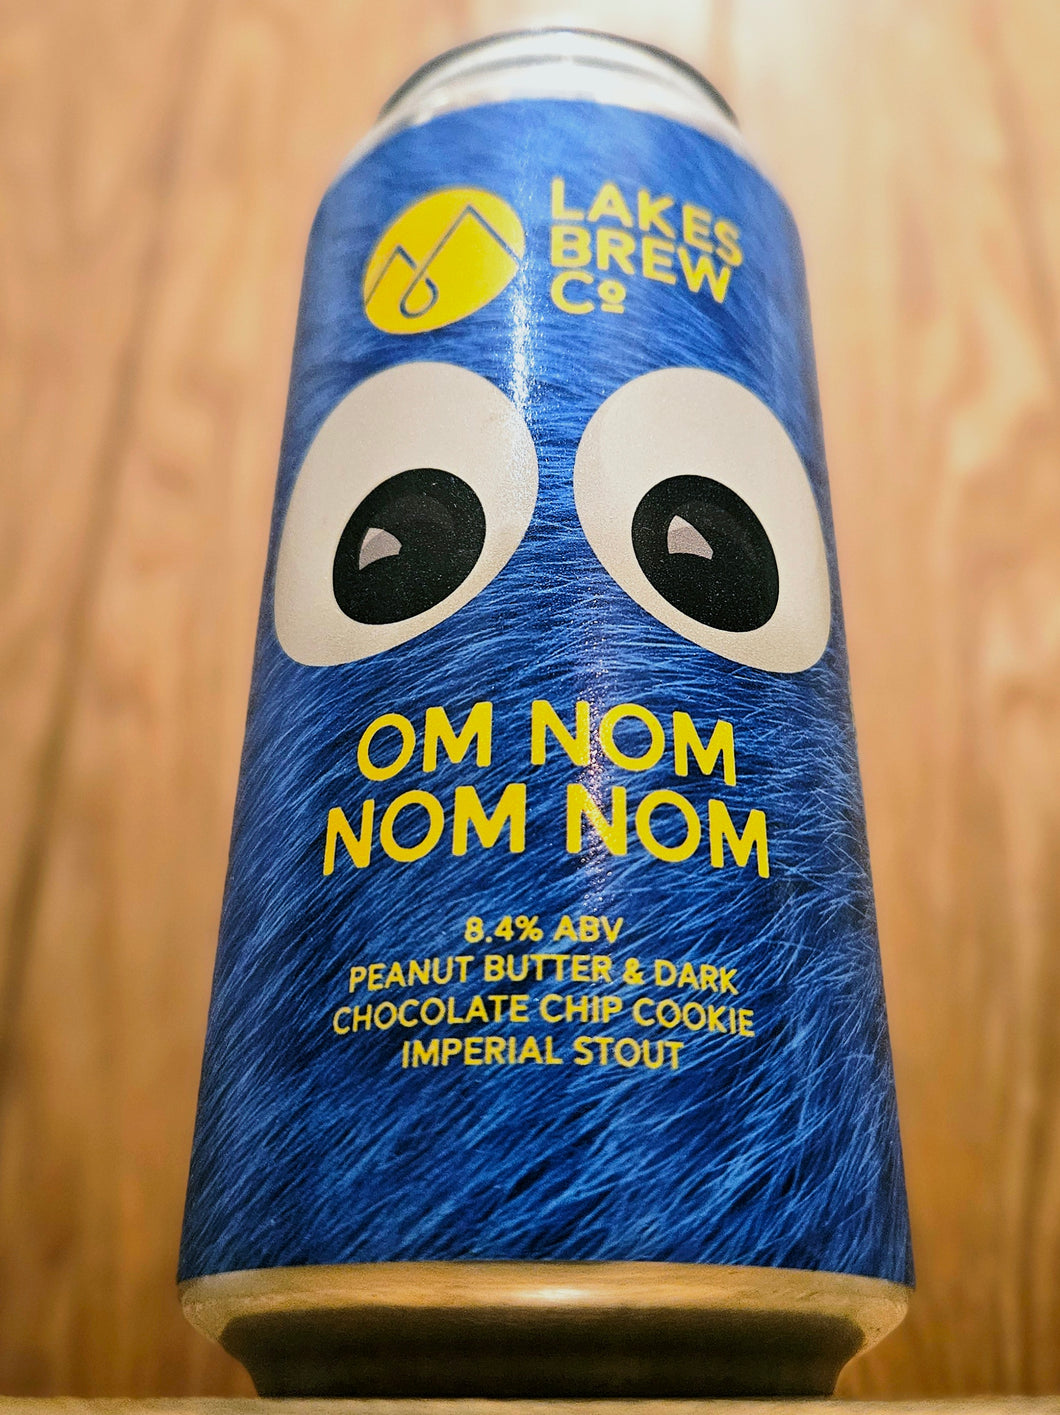 LAKES
BREW
Cº
OM NOM
NOM NOM
8.4% ABV
PEANUT BUTTER & DARK
CHOCOLATE CHIP COOKIE
IMPERIAL STOUT